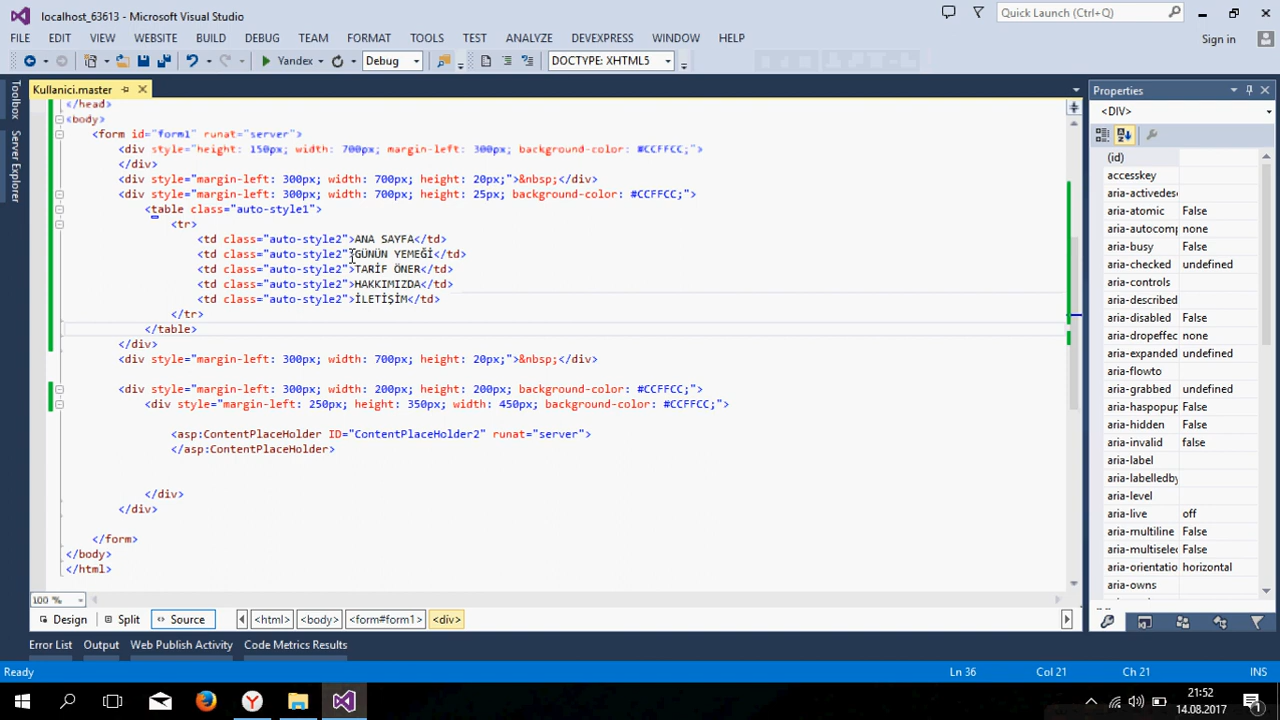 localhost_63613 - Microsoft Visual Studio
Quick Launch (Ctrl+Q)
FILE EDIT VIEW WEBSITE BUILD DEBUG TEAM FORMAT TOOLS TEST ANALYZE DEVEXPRESS WINDOW HELP
Sign in
Yandex Debug DOCTYPE: XHTML5
Toolbox
Server Explorer
Kullanici.master
</head>
<body>
<form id="form1" runat="server">
<div style="height: 150px; width: 700px; margin-left: 300px; background-color: #CCFFCC;">
</div>
<div style="margin-left: 300px; width: 700px; height: 20px;">&nbsp;</div>
<div style="margin-left: 300px; width: 700px; height: 25px; background-color: #CCFFCC;">
<table class="auto-style1">
<tr>
<td class="auto-style2">ANA SAYFA</td>
<td class="auto-style2">GÜNÜN YEMEĞİ</td>
<td class="auto-style2">TARİF ÖNER</td>
<td class="auto-style2">HAKKIMIZDA</td>
<td class="auto-style2">İLETİŞİM</td>
</tr>
</table>
</div>
<div style="margin-left: 300px; width: 700px; height: 20px;">&nbsp;</div>
<div style="margin-left: 300px; width: 200px; height: 200px; background-color: #CCFFCC;">
<div style="margin-left: 250px; height: 350px; width: 450px; background-color: #CCFFCC;">
<asp:ContentPlaceHolder ID="ContentPlaceHolder2" runat="server">
</asp:ContentPlaceHolder>
</div>
</div>
</form>
</body>
</html>
100 %
Design Split Source <html> <body> <form#form1> <div>
Properties
<DIV>
(id)
accesskey
aria-activedesc
aria-atomic False
aria-autocomp none
aria-busy False
aria-checked undefined
aria-controls
aria-described
aria-disabled False
aria-dropeffec none
aria-expanded undefined
aria-flowto
aria-grabbed undefined
aria-haspopup False
aria-hidden False
aria-invalid false
aria-label
aria-labelledby
aria-level
aria-live off
aria-multiline False
aria-multiselec False
aria-orientatio horizontal
aria-owns
Error List Output Web Publish Activity Code Metrics Results
Ready Ln 36 Col 21 Ch 21 INS
21:52
14.08.2017